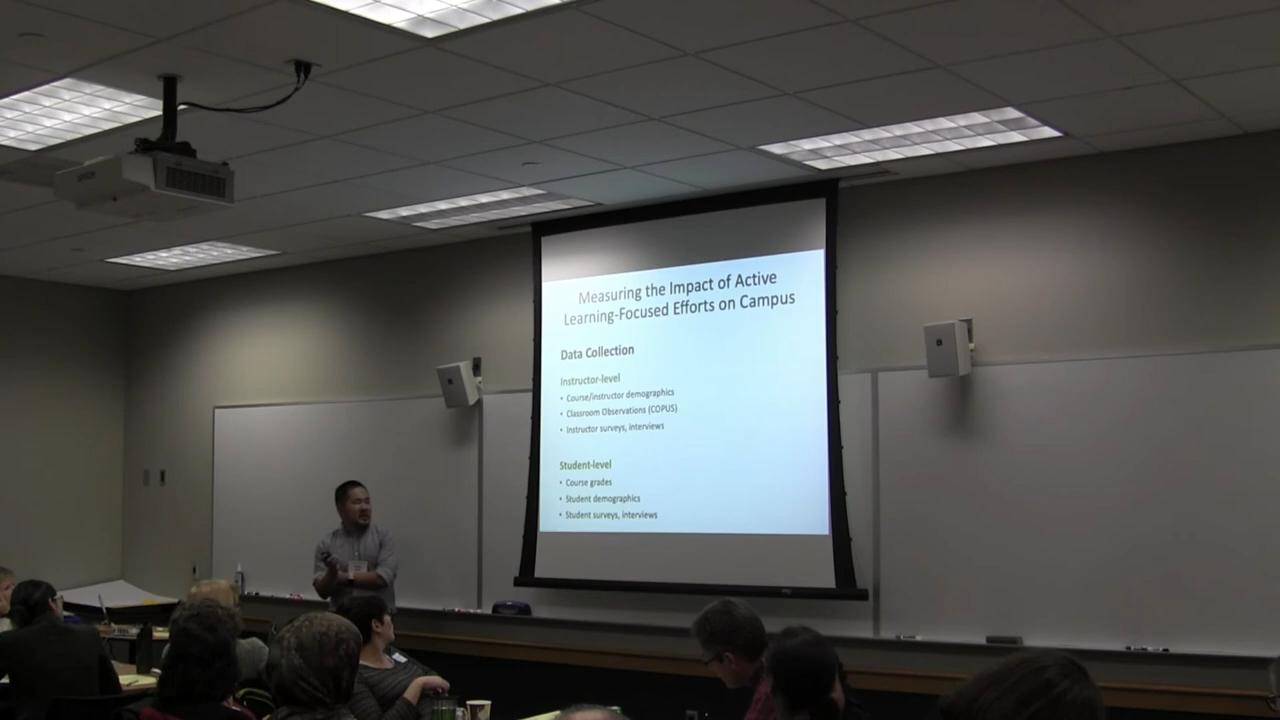 Measuring the Impact of Active
Learning-Focused Efforts on Campus
Data Collection
Instructor-level
• Course/instructor demographics
• Classroom Observations (COPUS)
• Instructor surveys, interviews
Student-level
• Course grades
• Student demographics
• Student surveys, interviews